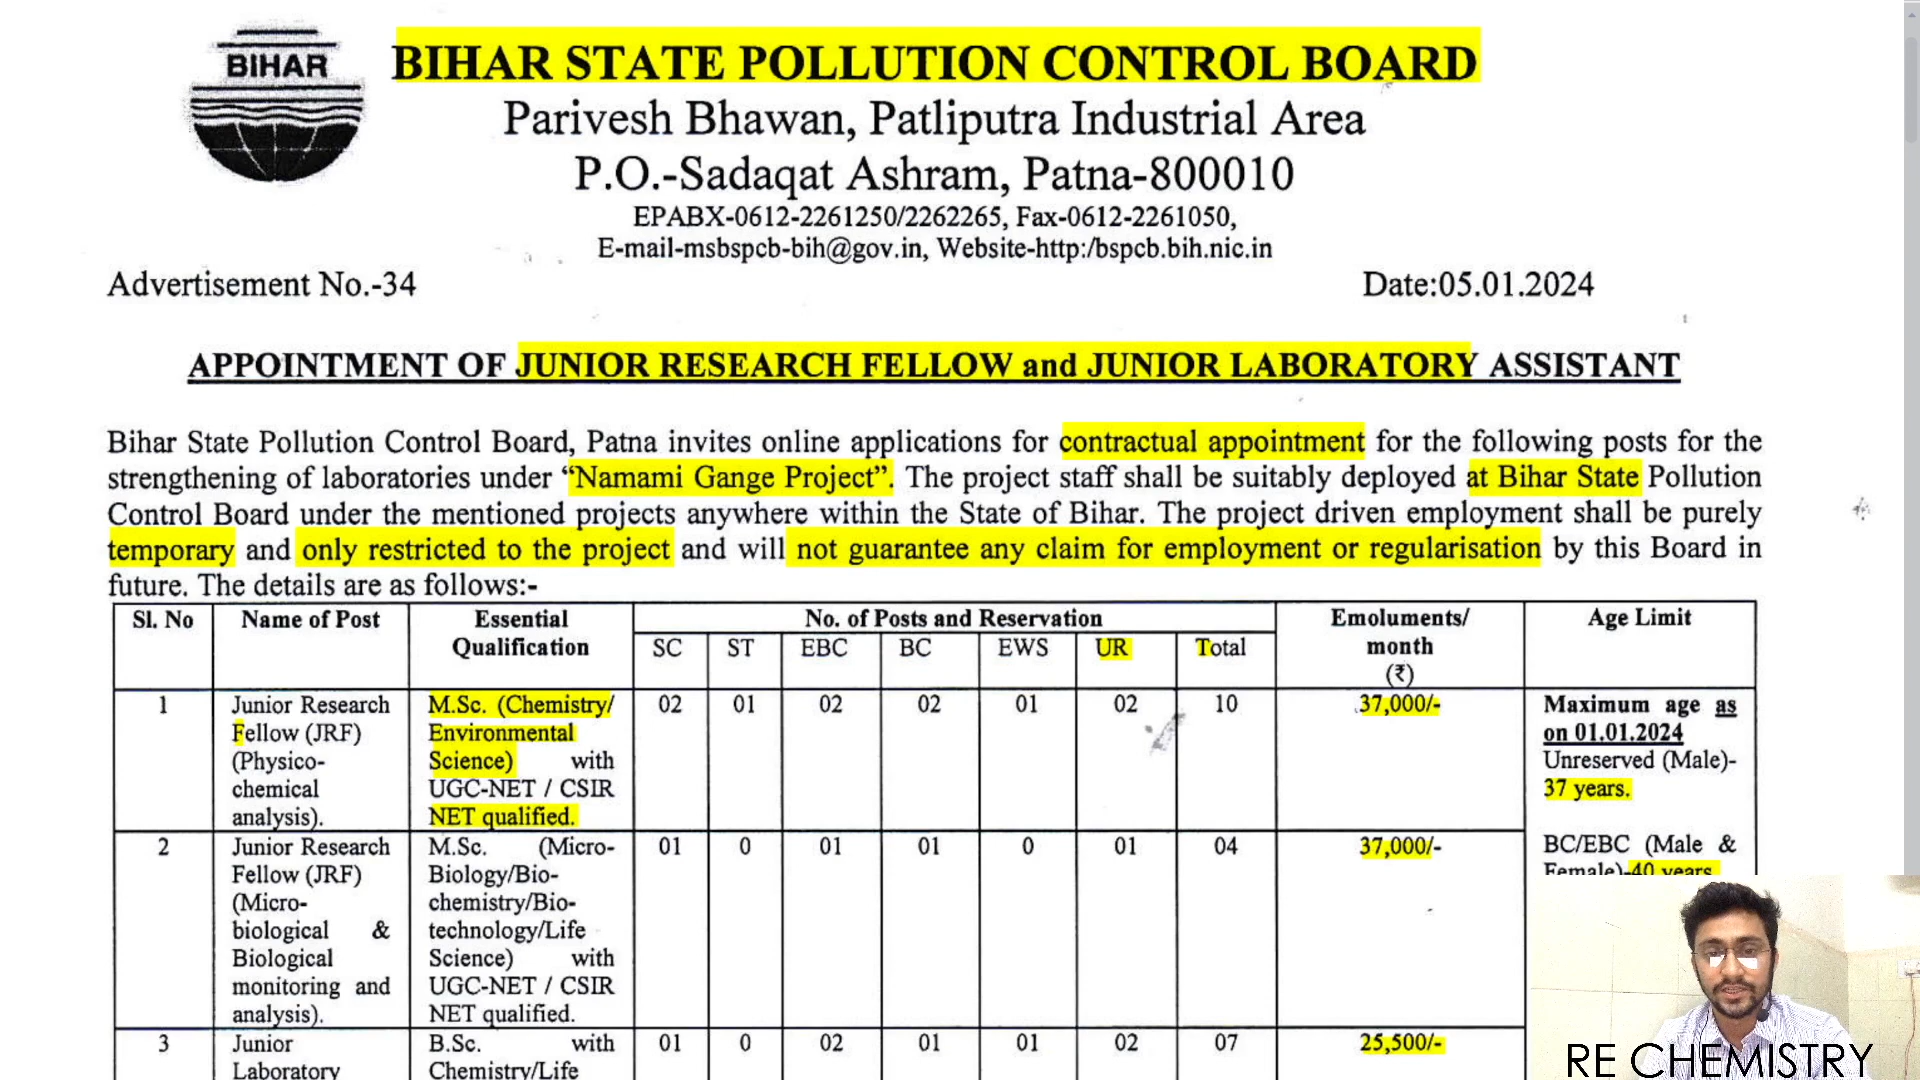 BIHAR
BIHAR STATE POLLUTION CONTROL BOARD
Parivesh Bhawan, Patliputra Industrial Area
P.O.-Sadaqat Ashram, Patna-800010
EPABX-0612-2261250/2262265, Fax-0612-2261050,
E-mail-msbspcb-bih@gov.in, Website-http:/bspcb.bih.nic.in
Advertisement No.-34 Date:05.01.2024
APPOINTMENT OF JUNIOR RESEARCH FELLOW and JUNIOR LABORATORY ASSISTANT
Bihar State Pollution Control Board, Patna invites online applications for contractual appointment for the following posts for the
strengthening of laboratories under “Namami Gange Project”. The project staff shall be suitably deployed at Bihar State Pollution
Control Board under the mentioned projects anywhere within the State of Bihar. The project driven employment shall be purely
temporary and only restricted to the project and will not guarantee any claim for employment or regularisation by this Board in
future. The details are as follows:-
Sl. No Name of Post Essential No. of Posts and Reservation Emoluments/ Age Limit
Qualification SC ST EBC BC EWS UR Total month
(₹)
1 Junior Research M.Sc. (Chemistry/ 02 01 02 02 01 02 10 37,000/- Maximum age as
Fellow (JRF) Environmental on 01.01.2024
(Physico- Science) with Unreserved (Male)-
chemical UGC-NET / CSIR 37 years.
analysis). NET qualified.
2 Junior Research M.Sc. (Micro- 01 0 01 01 0 01 04 37,000/- BC/EBC (Male &
Fellow (JRF) Biology/Bio- Female)-40 years
(Micro- chemistry/Bio-
biological & technology/Life
Biological Science) with
monitoring and UGC-NET / CSIR
analysis). NET qualified.
3 Junior B.Sc. with 01 0 02 01 01 02 07 25,500/-
Laboratory Chemistry/Life
RE CHEMISTRY